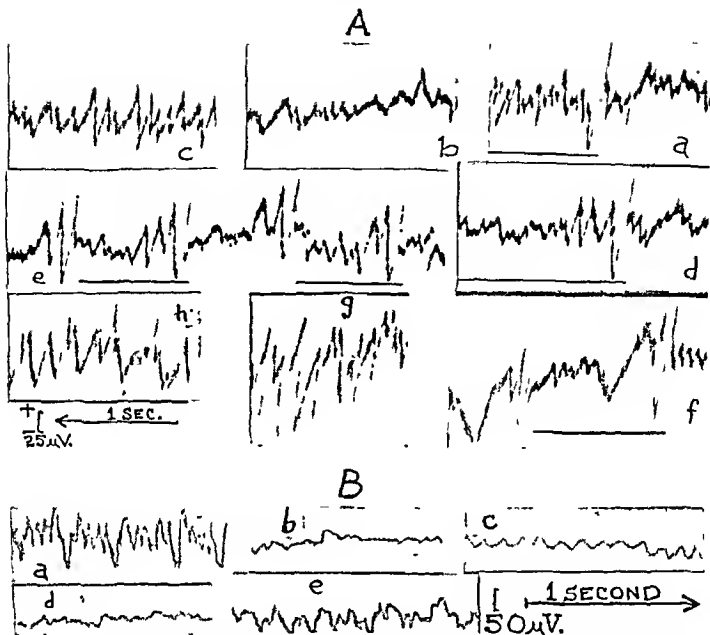 A
c b a
e d
h g f
+
25μV. 1 SEC.
B
a b c
d e
50μV. 1 SECOND